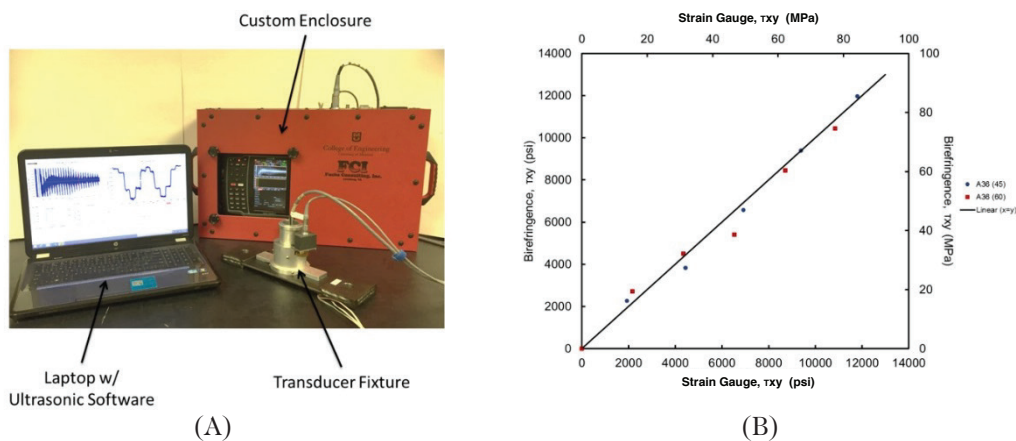 Custom Enclosure
College of Engineering
FCI
Laptop w/
Ultrasonic Software
Transducer Fixture
(A)
Strain Gauge, τxy (MPa)
0 20 40 60 80 100
14000
12000
10000
8000
6000
4000
2000
0
Birefringence, τxy (psi)
100
80
60
40
20
0
Birefringence, τxy (MPa)
A36 (45)
A36 (60)
Linear (x=y)
0 2000 4000 6000 8000 10000 12000 14000
Strain Gauge, τxy (psi)
(B)